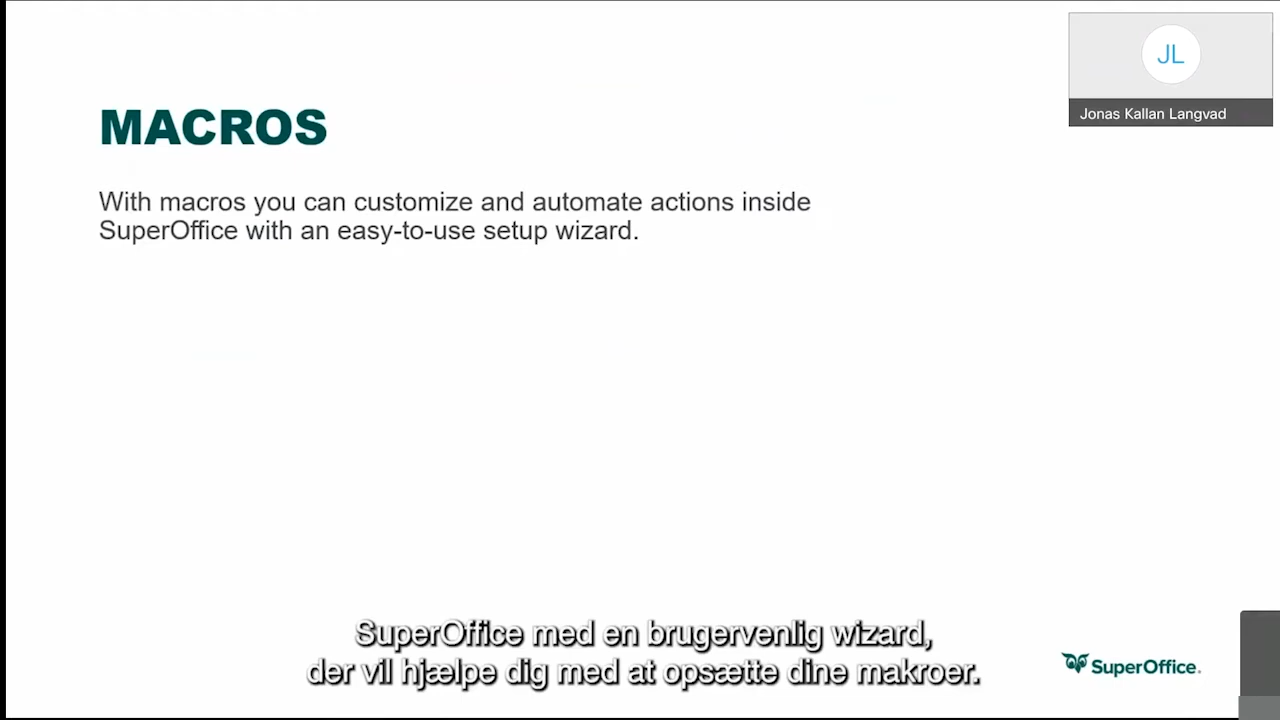 JL
Jonas Kallan Langvad
MACROS
With macros you can customize and automate actions inside
SuperOffice with an easy-to-use setup wizard.
SuperOffice med en brugervenlig wizard,
der vil hjælpe dig med at opsætte dine makroer.
SuperOffice.